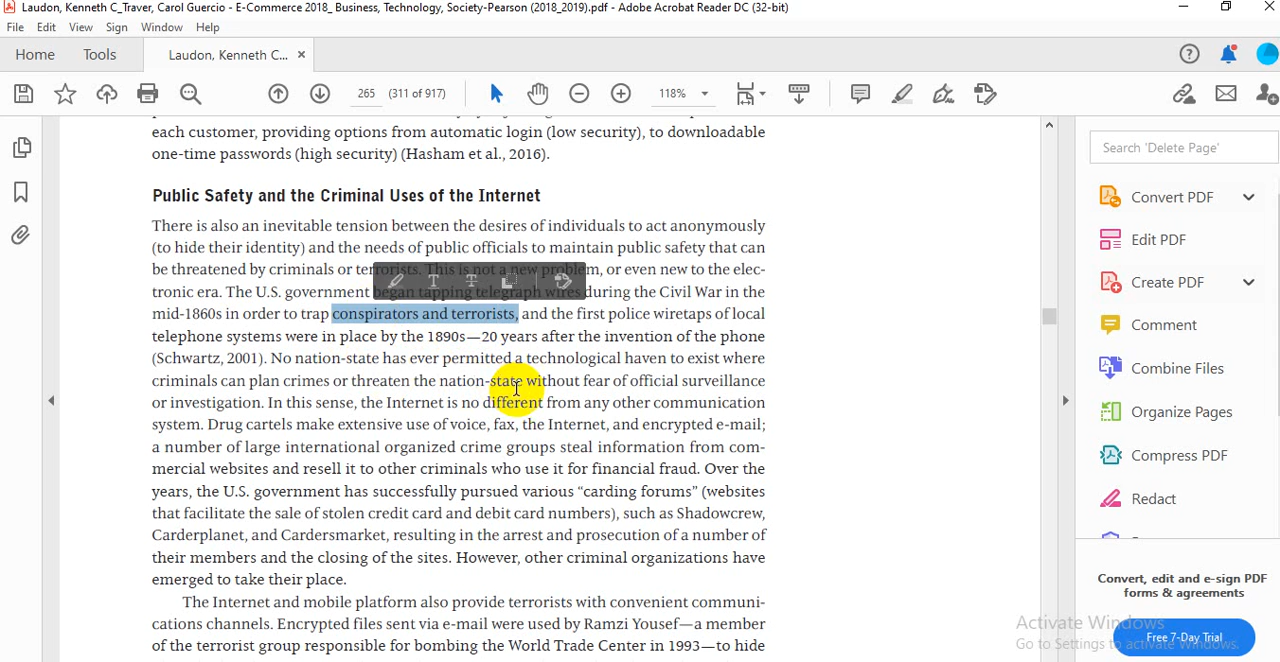 Laudon, Kenneth C_Traver, Carol Guercio - E-Commerce 2018_ Business, Technology, Society-Pearson (2018_2019).pdf - Adobe Acrobat Reader DC (32-bit)
File Edit View Sign Window Help
Home Tools Laudon, Kenneth C... ×
265 (311 of 917) 118%
each customer, providing options from automatic login (low security), to downloadable
one-time passwords (high security) (Hasham et al., 2016).
Public Safety and the Criminal Uses of the Internet
There is also an inevitable tension between the desires of individuals to act anonymously
(to hide their identity) and the needs of public officials to maintain public safety that can
be threatened by criminals or terrorists. This is not a new problem, or even new to the elec-
tronic era. The U.S. government began tapping telegraph wires during the Civil War in the
mid-1860s in order to trap conspirators and terrorists, and the first police wiretaps of local
telephone systems were in place by the 1890s—20 years after the invention of the phone
(Schwartz, 2001). No nation-state has ever permitted a technological haven to exist where
criminals can plan crimes or threaten the nation-state without fear of official surveillance
or investigation. In this sense, the Internet is no different from any other communication
system. Drug cartels make extensive use of voice, fax, the Internet, and encrypted e-mail;
a number of large international organized crime groups steal information from com-
mercial websites and resell it to other criminals who use it for financial fraud. Over the
years, the U.S. government has successfully pursued various “carding forums” (websites
that facilitate the sale of stolen credit card and debit card numbers), such as Shadowcrew,
Carderplanet, and Cardersmarket, resulting in the arrest and prosecution of a number of
their members and the closing of the sites. However, other criminal organizations have
emerged to take their place.
The Internet and mobile platform also provide terrorists with convenient communi-
cations channels. Encrypted files sent via e-mail were used by Ramzi Yousef—a member
of the terrorist group responsible for bombing the World Trade Center in 1993—to hide
Search 'Delete Page'
Convert PDF
Edit PDF
Create PDF
Comment
Combine Files
Organize Pages
Compress PDF
Redact
Convert, edit and e-sign PDF
forms & agreements
Free 7-Day Trial
Activate Windows
Go to Settings to activate Windows.